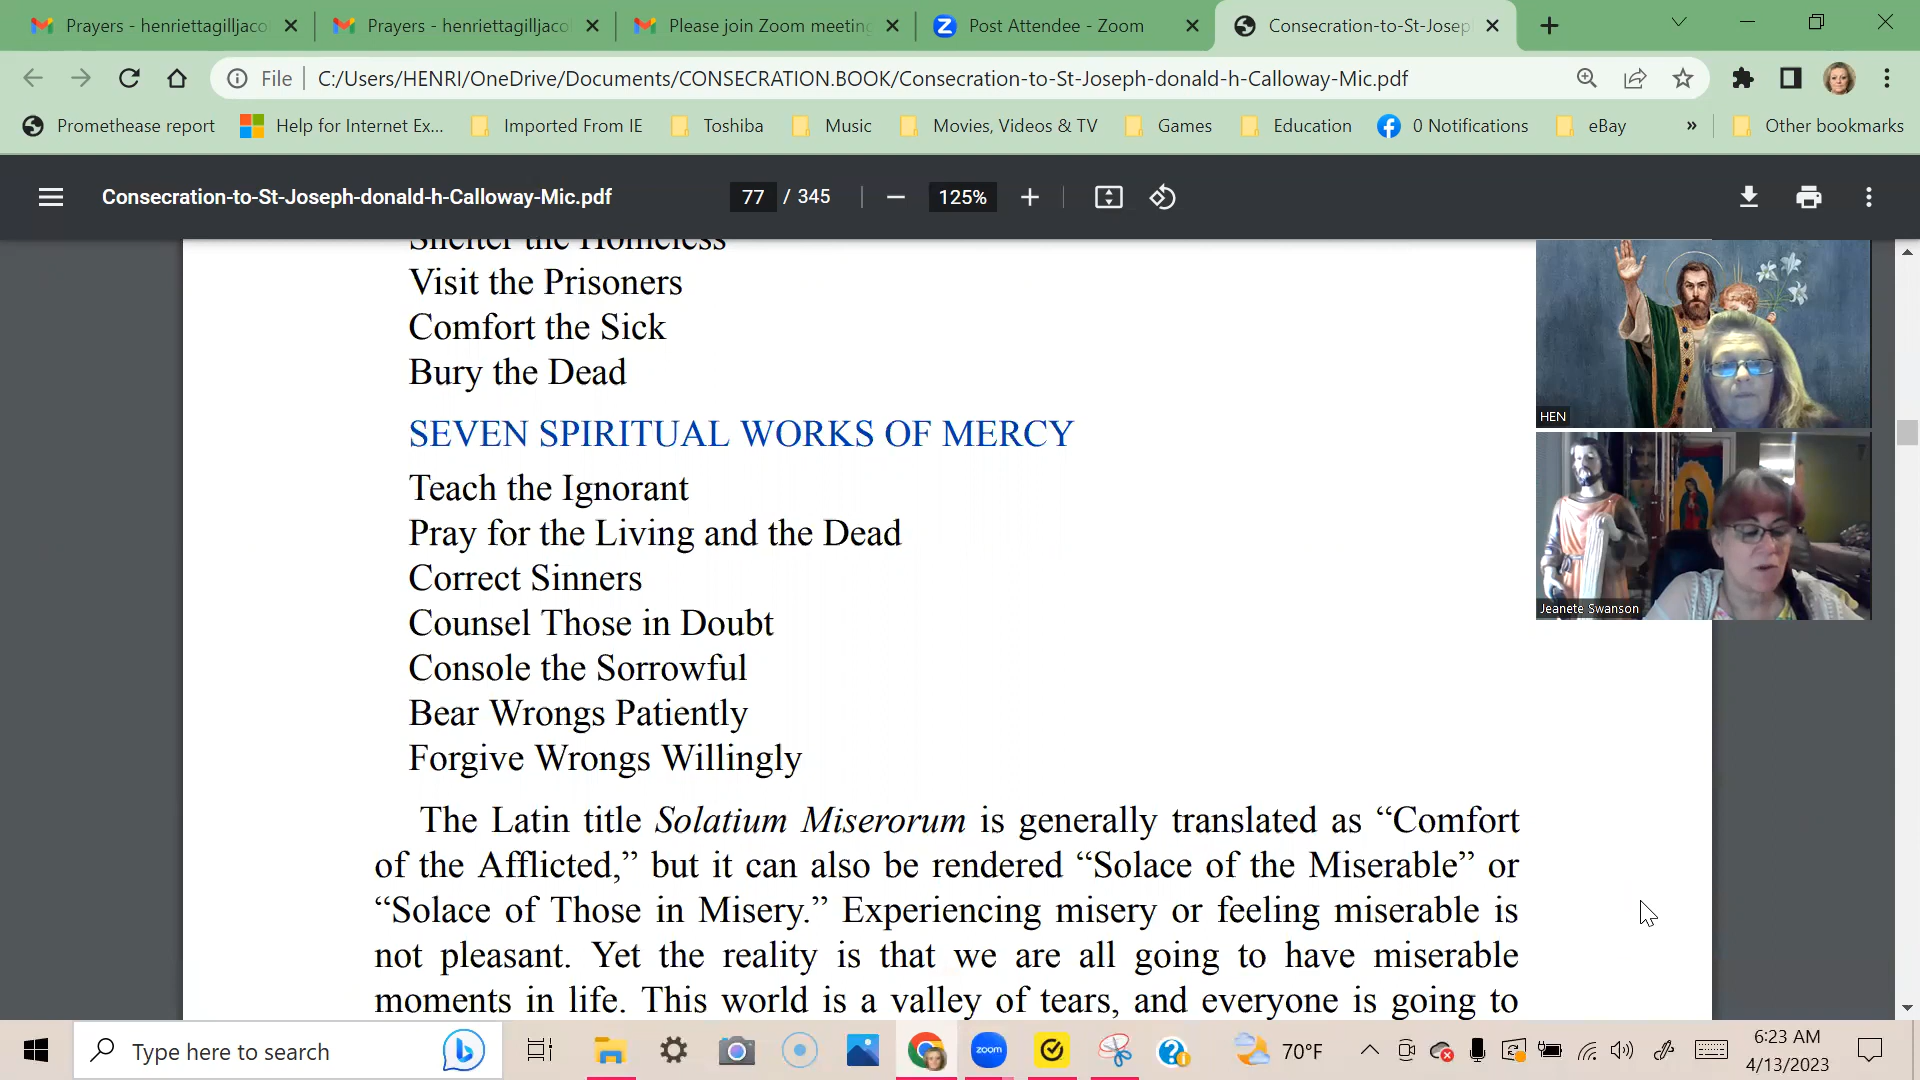 Prayers - henriettagilljaco
Prayers - henriettagilljaco
Please join Zoom meeting
Post Attendee - Zoom
Consecration-to-St-Joseph
File
C:/Users/HENRI/OneDrive/Documents/CONSECRATION.BOOK/Consecration-to-St-Joseph-donald-h-Calloway-Mic.pdf
Promethease report
Help for Internet Ex...
Imported From IE
Toshiba
Music
Movies, Videos & TV
Games
Education
0 Notifications
eBay
»
Other bookmarks
Consecration-to-St-Joseph-donald-h-Calloway-Mic.pdf
77 / 345
125%
Shelter the Homeless
Visit the Prisoners
Comfort the Sick
Bury the Dead
SEVEN SPIRITUAL WORKS OF MERCY
Teach the Ignorant
Pray for the Living and the Dead
Correct Sinners
Counsel Those in Doubt
Console the Sorrowful
Bear Wrongs Patiently
Forgive Wrongs Willingly
The Latin title Solatium Miserorum is generally translated as “Comfort
of the Afflicted,” but it can also be rendered “Solace of the Miserable” or
“Solace of Those in Misery.” Experiencing misery or feeling miserable is
not pleasant. Yet the reality is that we are all going to have miserable
moments in life. This world is a valley of tears, and everyone is going to
HEN
Jeanete Swanson
Type here to search
zoom
70°F
6:23 AM
4/13/2023